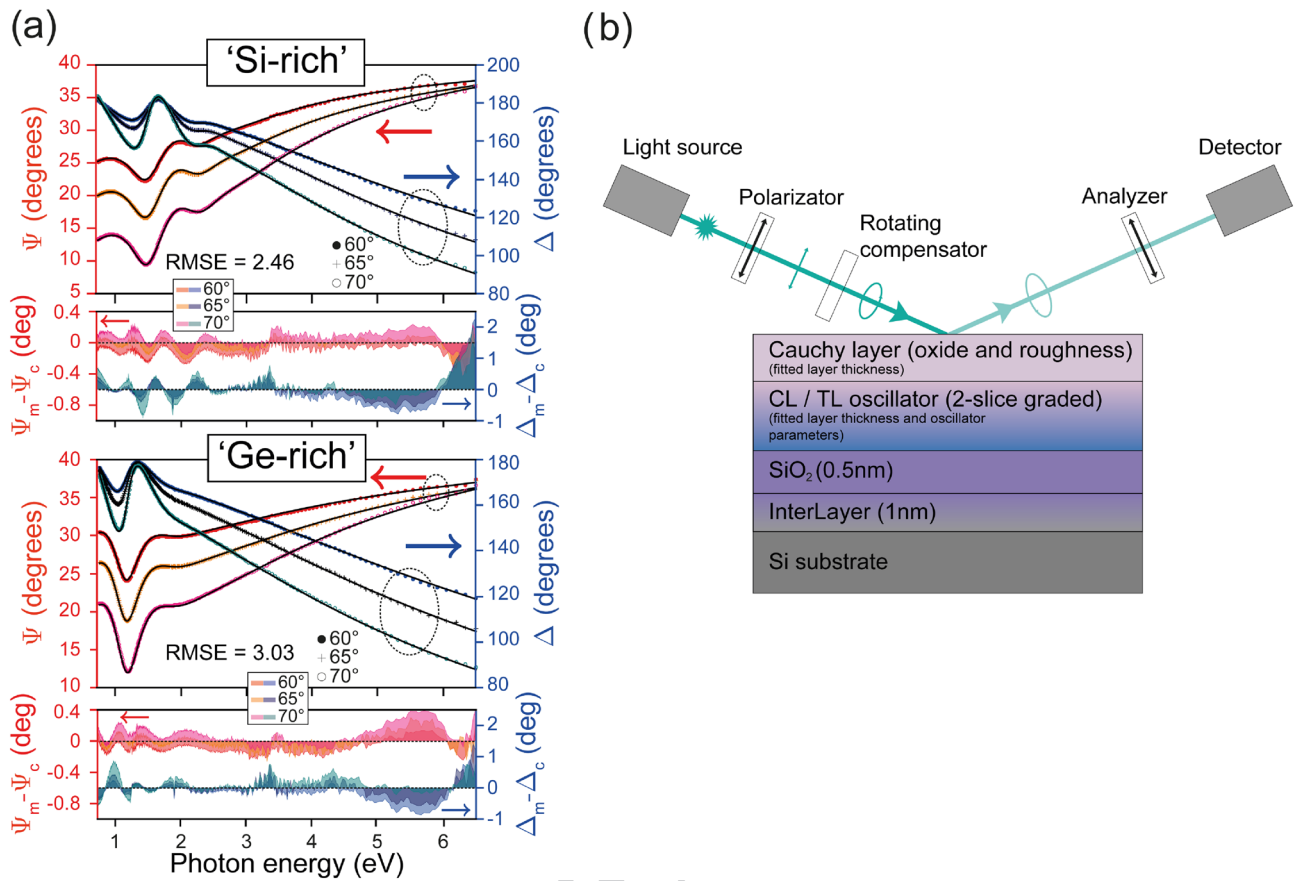 (a)
'Si-rich'
40
35
30
25
20
15
10
5
Ψ (degrees)
200
180
160
140
120
100
80
Δ (degrees)
RMSE = 2.46
60°
65°
70°
1 2 3 4 5 6
60°
65°
70°
0.4
0
-0.4
-0.8
Ψm-Ψc (deg)
2
1
0
-1
Δm-Δc (deg)
'Ge-rich'
40
35
30
25
20
15
10
Ψ (degrees)
180
160
140
120
100
80
Δ (degrees)
RMSE = 3.03
60°
65°
70°
60°
65°
70°
0.4
0
-0.4
-0.8
Ψm-Ψc (deg)
2
1
0
-1
Δm-Δc (deg)
1 2 3 4 5 6
Photon energy (eV)
(b)
Light source
Detector
Polarizator
Analyzer
Rotating
compensator
Cauchy layer (oxide and roughness)
(fitted layer thickness)
CL / TL oscillator (2-slice graded)
(fitted layer thickness and oscillator
parameters)
SiO2 (0.5nm)
InterLayer (1nm)
Si substrate